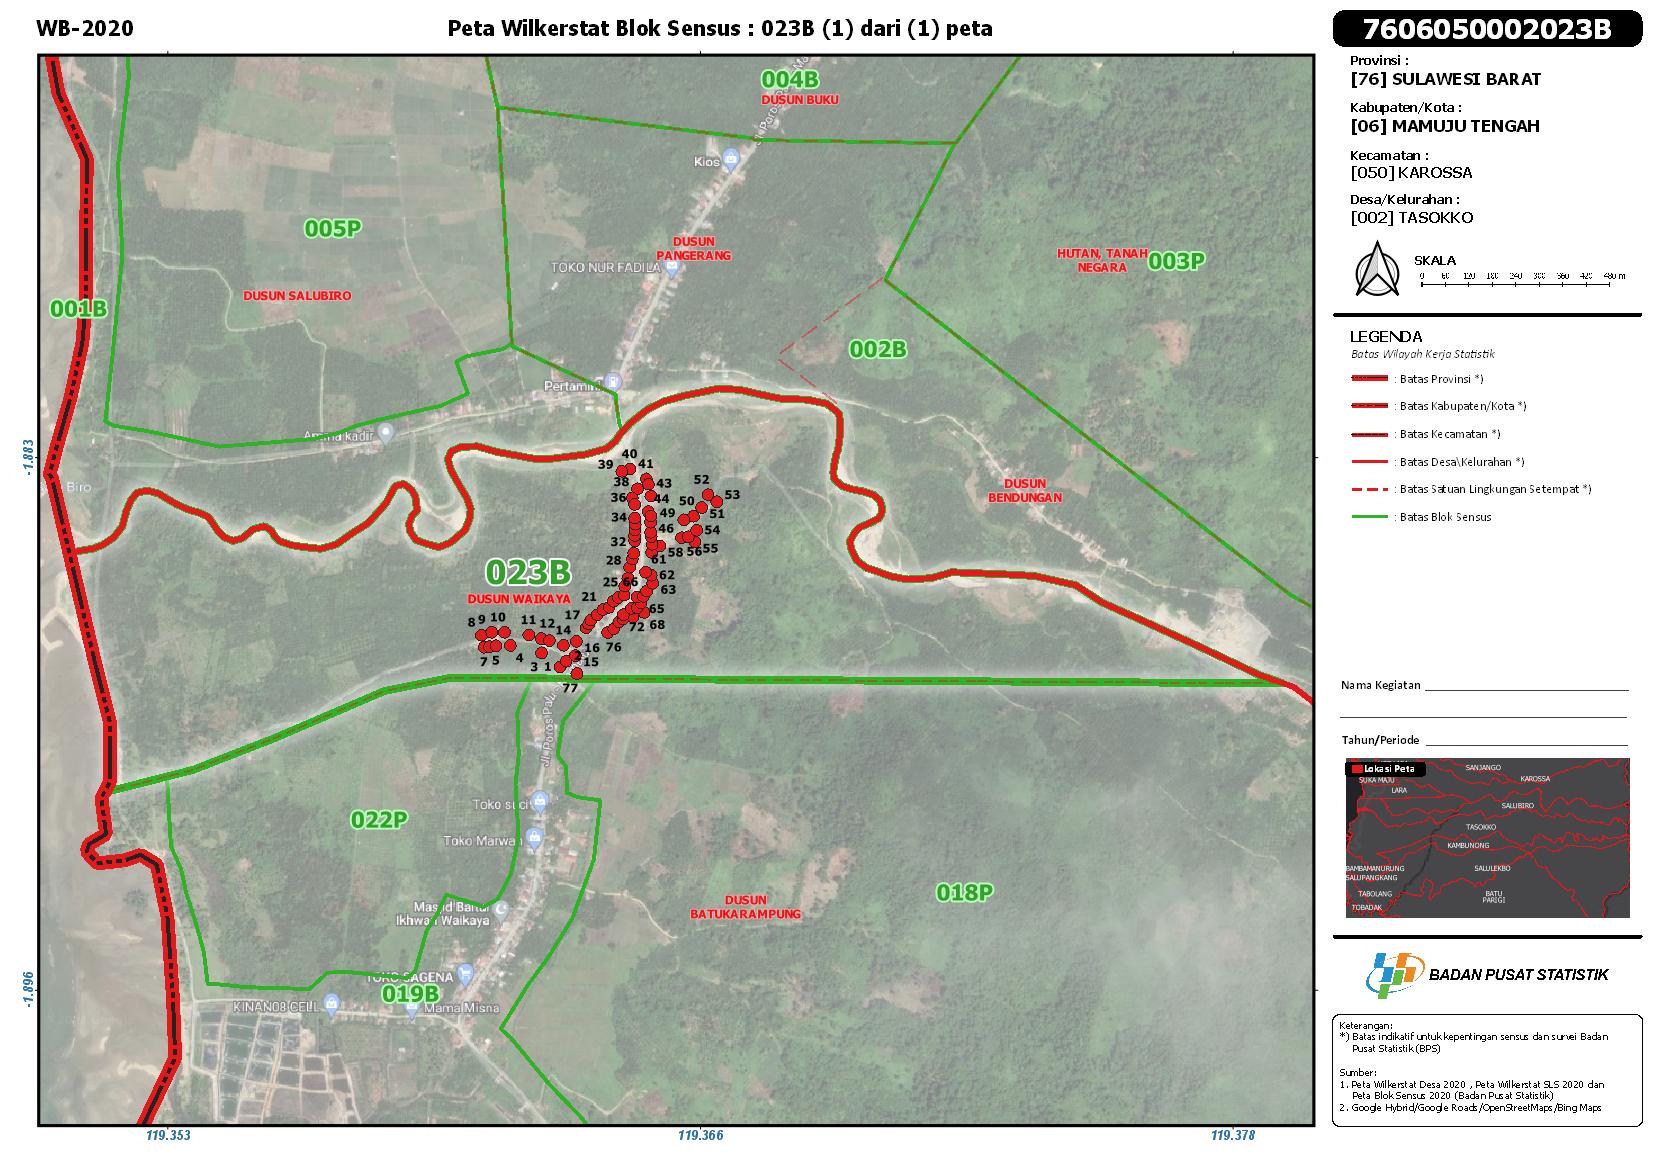 WB-2020
Peta Wilkerstat Blok Sensus : 023B (1) dari (1) peta
7606050002023B
Provinsi :
[76] SULAWESI BARAT
Kabupaten/Kota :
[06] MAMUJU TENGAH
Kecamatan :
[050] KAROSSA
Desa/Kelurahan :
[002] TASOKKO
SKALA
0 60 120 180 240 300 360 420 480 m
LEGENDA
Batas Wilayah Kerja Statistik
: Batas Provinsi *)
: Batas Kabupaten/Kota *)
: Batas Kecamatan *)
: Batas Desa\Kelurahan *)
: Batas Satuan Lingkungan Setempat *)
: Batas Blok Sensus
Nama Kegiatan
Tahun/Periode
Lokasi Peta
SUKA MAJU
SANJANGO
KAROSSA
LARA
SALUBIRO
TASOKKO
KAMBUNONG
BAMBAMANURUNG
SALUPANGKANG
SALULEKBO
TABOLANG
BATU
PARIGI
TOBADAK
BADAN PUSAT STATISTIK
Keterangan:
*) Batas indikatif untuk kepentingan sensus dan survei Badan
Pusat Statistik (BPS)
Sumber:
1. Peta Wilkerstat Desa 2020 , Peta Wilkerstat SLS 2020 dan
Peta Blok Sensus 2020 (Badan Pusat Statistik)
2. Google Hybrid/Google Roads/OpenStreetMaps/Bing Maps
004B
DUSUN BUKU
Kios
005P
DUSUN
PANGERANG
TOKO NUR FADILA
HUTAN, TANAH
NEGARA
003P
DUSUN SALUBIRO
001B
002B
Pertamini
kadir
Biro
DUSUN
BENDUNGAN
40
39
41
38
43
36
44
52
53
50
51
34
49
46
54
32
58
56
55
28
61
62
25
66
63
21
65
17
72
68
8
9
10
11
12
14
76
16
7
5
4
3
1
2
15
77
023B
DUSUN WAIKAYA
Jl. Poros
022P
Toko suci
Toko Marwah
018P
DUSUN
BATUKARAMPUNG
Ikhwan Waikaya
TOKO SAGENA
019B
KINAN08 CELL
Mama Misna
-1.883
-1.896
119.353
119.366
119.378